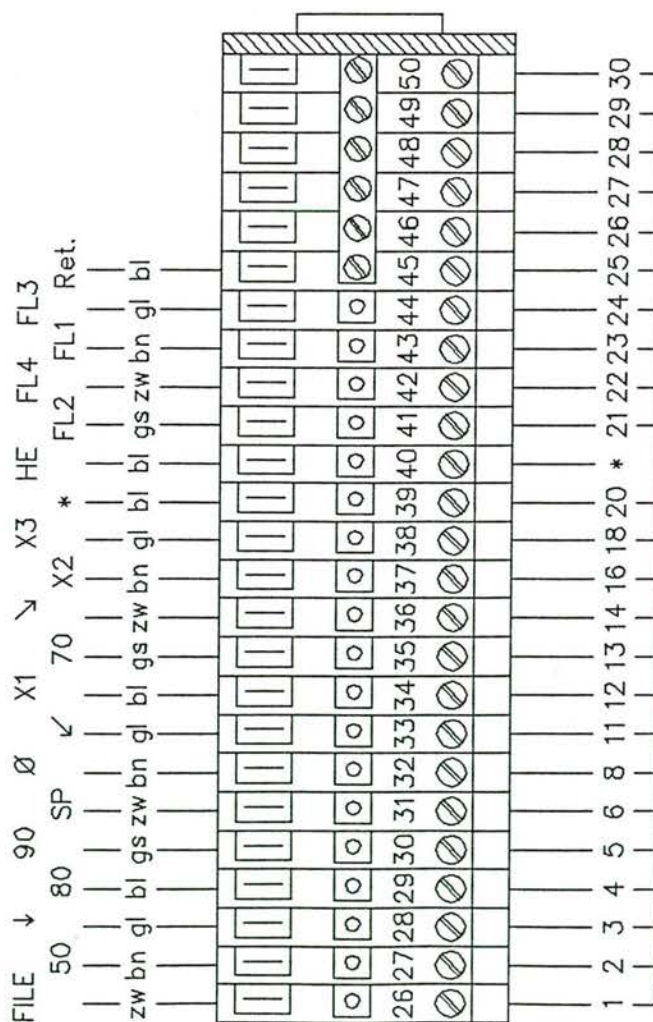 FILE ↓ 90 Ø X1 ↘ X3 HE FL4 FL3
50 80 SP ↙ 70 X2 * FL2 FL1 Ret.
zw bn gl bl gs zw bn gl bl gs zw bn gl bl bl gs zw bn gl bl
26 27 28 29 30 31 32 33 34 35 36 37 38 39 40 41 42 43 44 45 46 47 48 49 50
1 2 3 4 5 6 8 11 12 13 14 16 18 20 * 21 22 23 24 25 26 27 28 29 30